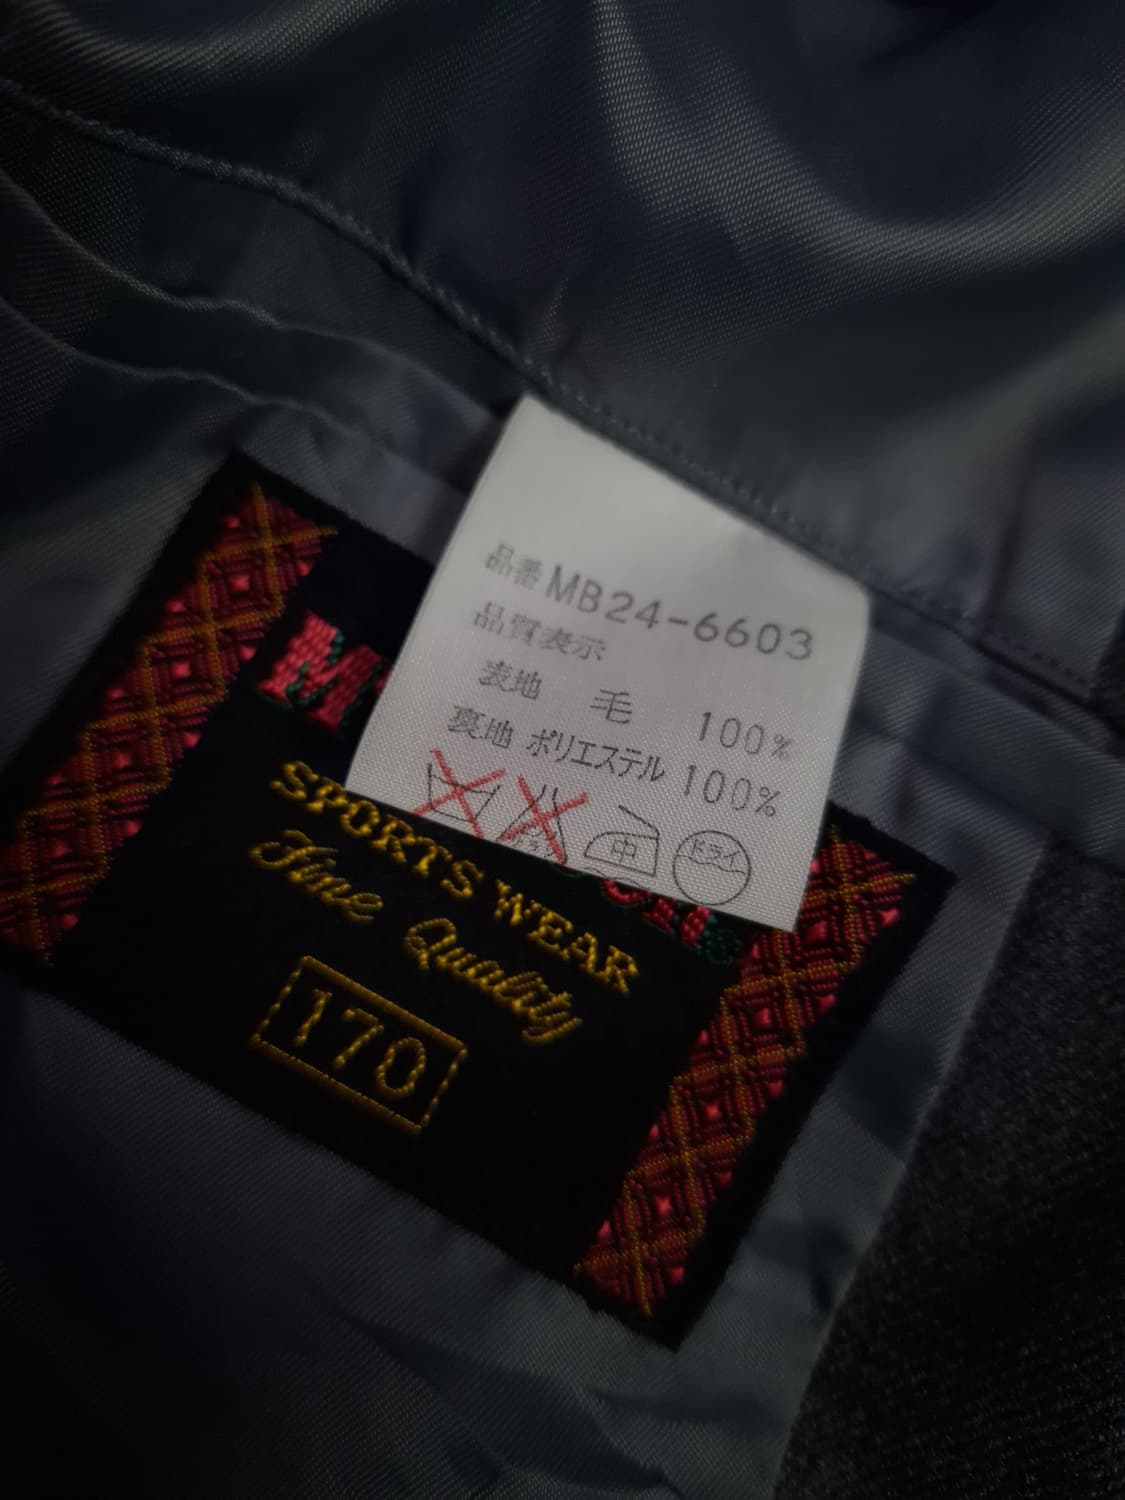 品番 MB24-6603
品質表示
表地 毛 100%
裏地 ポリエステル 100%
中 ドライ
SPORTS WEAR
Fine Quality
170